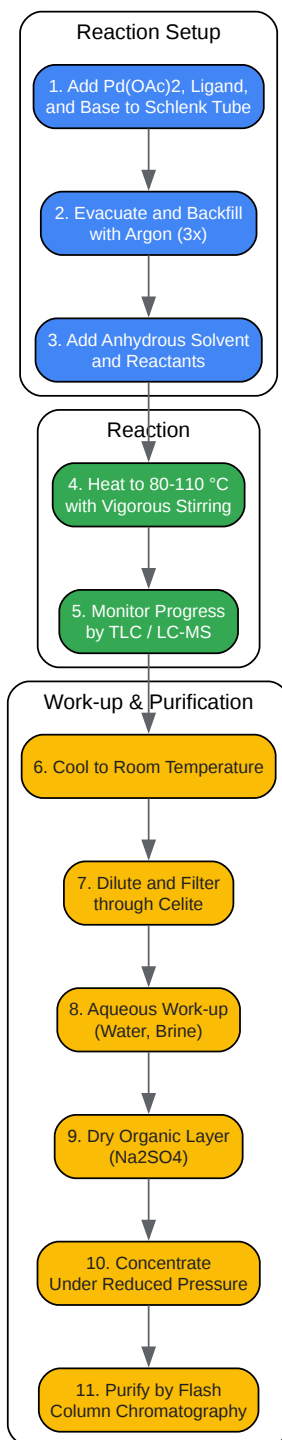 Reaction Setup
1. Add Pd(OAc)2, Ligand,
and Base to Schlenk Tube
2. Evacuate and Backfill
with Argon (3x)
3. Add Anhydrous Solvent
and Reactants
Reaction
4. Heat to 80-110 °C
with Vigorous Stirring
5. Monitor Progress
by TLC / LC-MS
Work-up & Purification
6. Cool to Room Temperature
7. Dilute and Filter
through Celite
8. Aqueous Work-up
(Water, Brine)
9. Dry Organic Layer
(Na2SO4)
10. Concentrate
Under Reduced Pressure
11. Purify by Flash
Column Chromatography